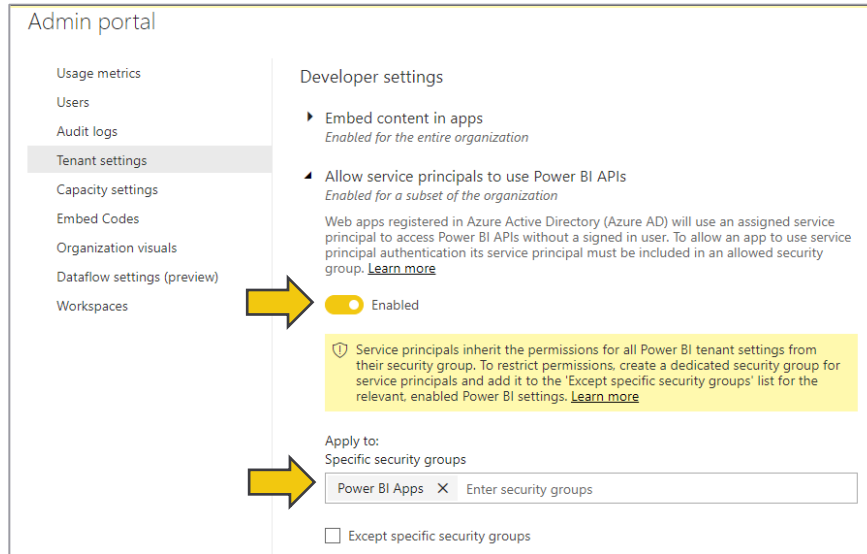 Admin portal
Usage metrics
Users
Audit logs
Tenant settings
Capacity settings
Embed Codes
Organization visuals
Dataflow settings (preview)
Workspaces
Developer settings
Embed content in apps
Enabled for the entire organization
Allow service principals to use Power BI APIs
Enabled for a subset of the organization
Web apps registered in Azure Active Directory (Azure AD) will use an assigned service
principal to access Power BI APIs without a signed in user. To allow an app to use service
principal authentication its service principal must be included in an allowed security
group. Learn more
Enabled
Service principals inherit the permissions for all Power BI tenant settings from
their security group. To restrict permissions, create a dedicated security group for
service principals and add it to the 'Except specific security groups' list for the
relevant, enabled Power BI settings. Learn more
Apply to:
Specific security groups
Power BI Apps X Enter security groups
Except specific security groups